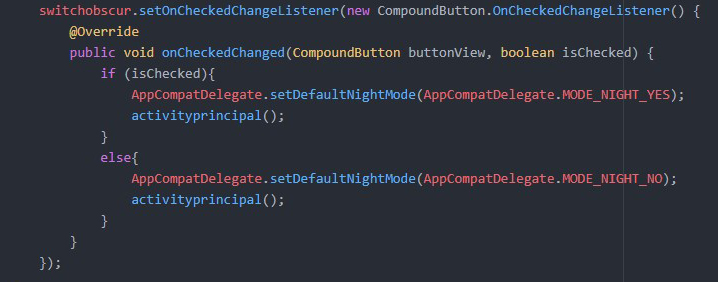 switchobscur.setOnCheckedChangeListener(new CompoundButton.OnCheckedChangeListener() {
@Override
public void onCheckedChanged(CompoundButton buttonView, boolean isChecked) {
if (isChecked){
AppCompatDelegate.setDefaultNightMode(AppCompatDelegate.MODE_NIGHT_YES);
activityprincipal();
}
else{
AppCompatDelegate.setDefaultNightMode(AppCompatDelegate.MODE_NIGHT_NO);
activityprincipal();
}
}
});